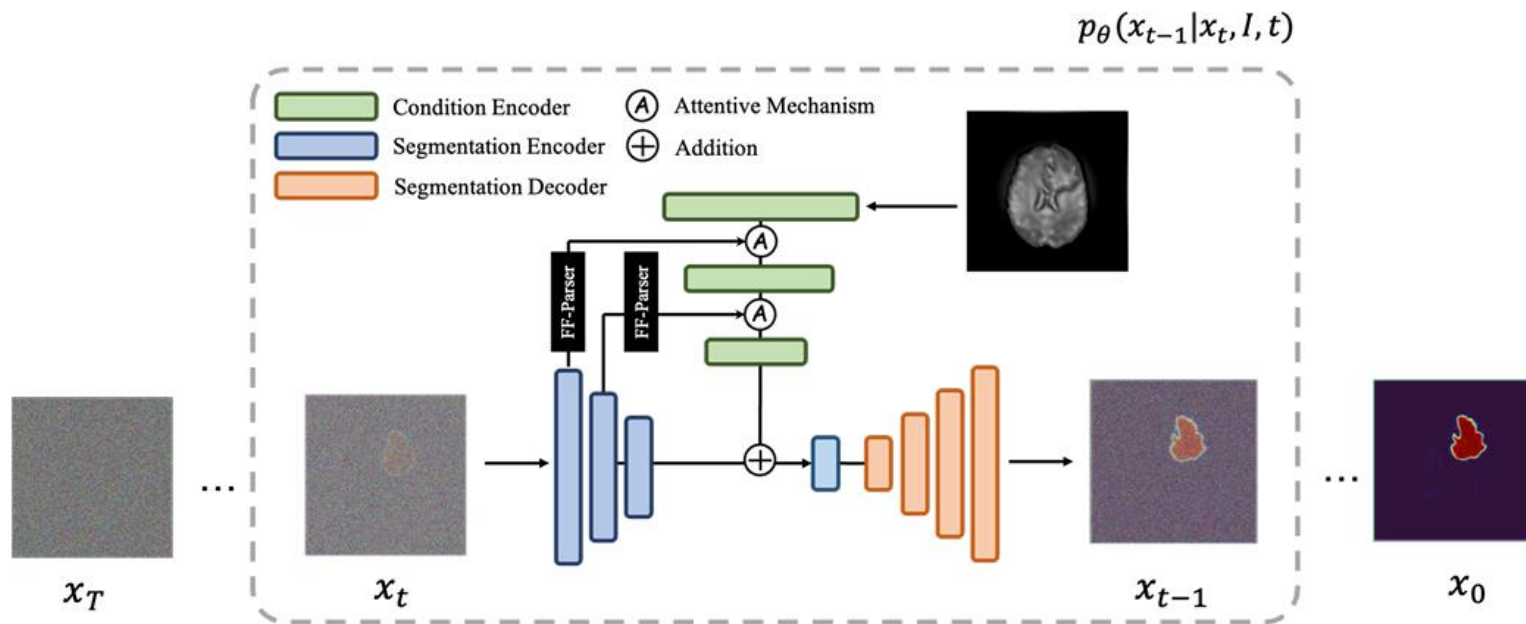 pθ(xt−1|xt, I, t)
Condition Encoder
A Attentive Mechanism
Segmentation Encoder
+ Addition
Segmentation Decoder
A
FF-Parser
FF-Parser
A
+
...
...
xT
xt
xt−1
x0